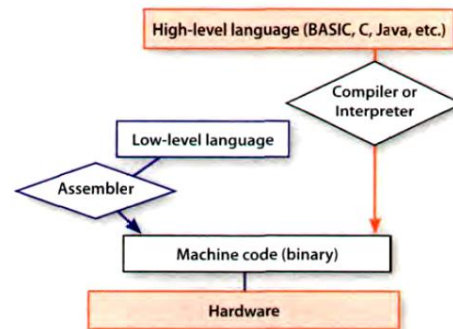 High-level language (BASIC, C, Java, etc.)
Compiler or
Interpreter
Low-level language
Assembler
Machine code (binary)
Hardware